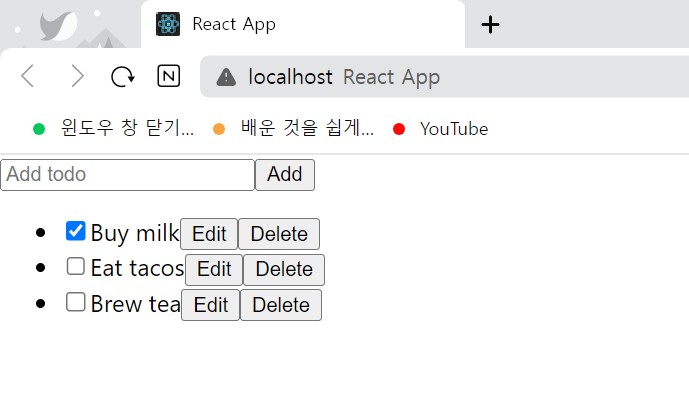 React App
N
localhost React App
윈도우 창 닫기... 배운 것을 쉽게... YouTube
Add todo Add
Buy milk Edit Delete
Eat tacos Edit Delete
Brew tea Edit Delete